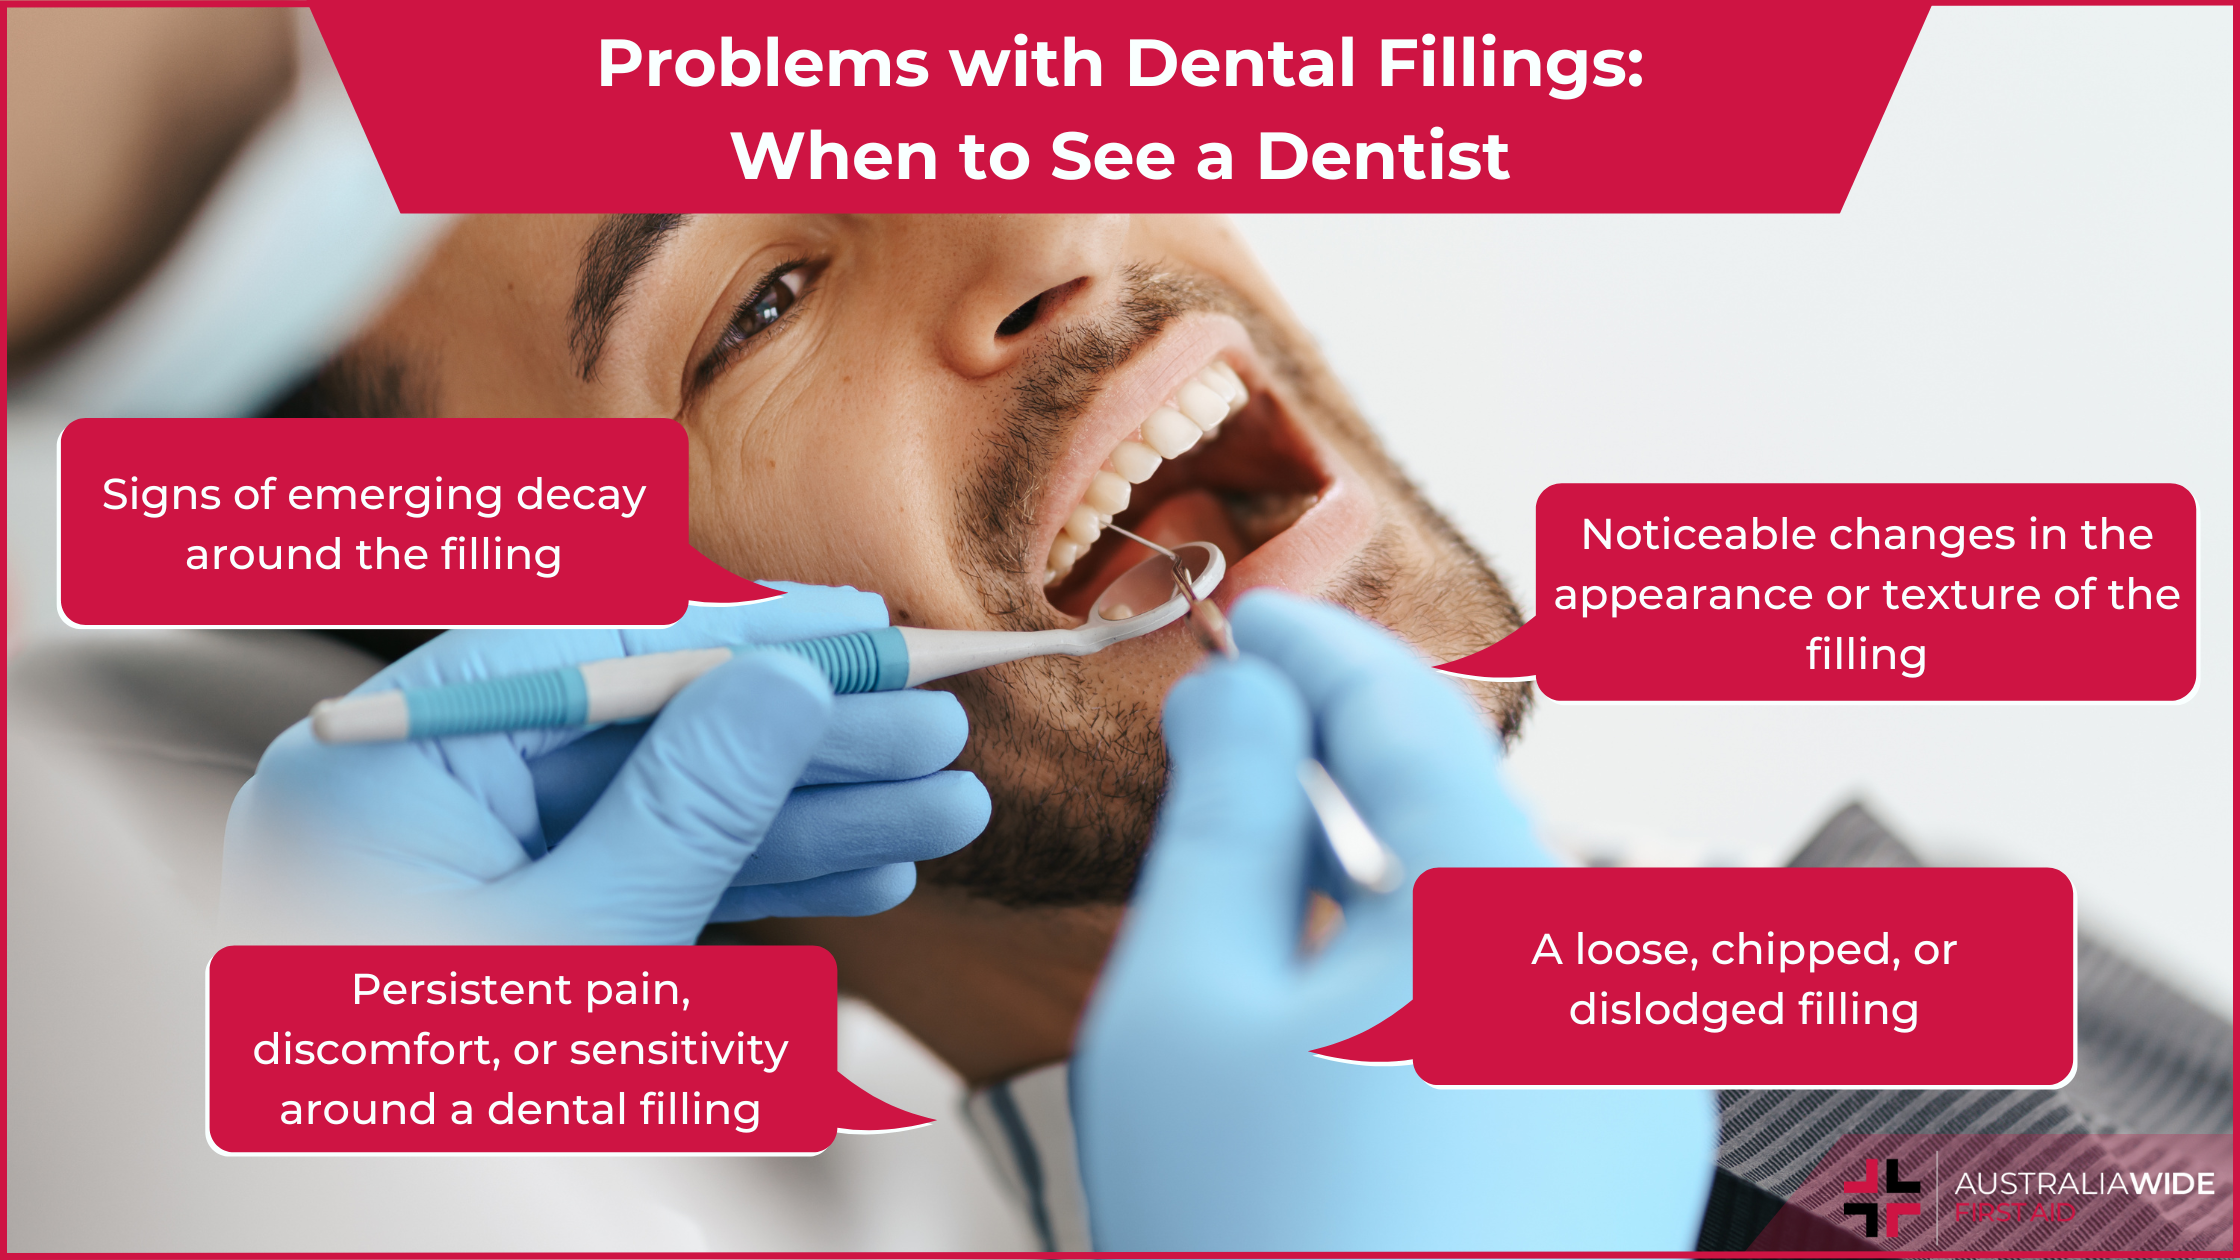 Problems with Dental Fillings:
When to See a Dentist
Signs of emerging decay
around the filling
Noticeable changes in the
appearance or texture of the
filling
Persistent pain,
discomfort, or sensitivity
around a dental filling
A loose, chipped, or
dislodged filling
AUSTRALIAWIDE
FIRST AID